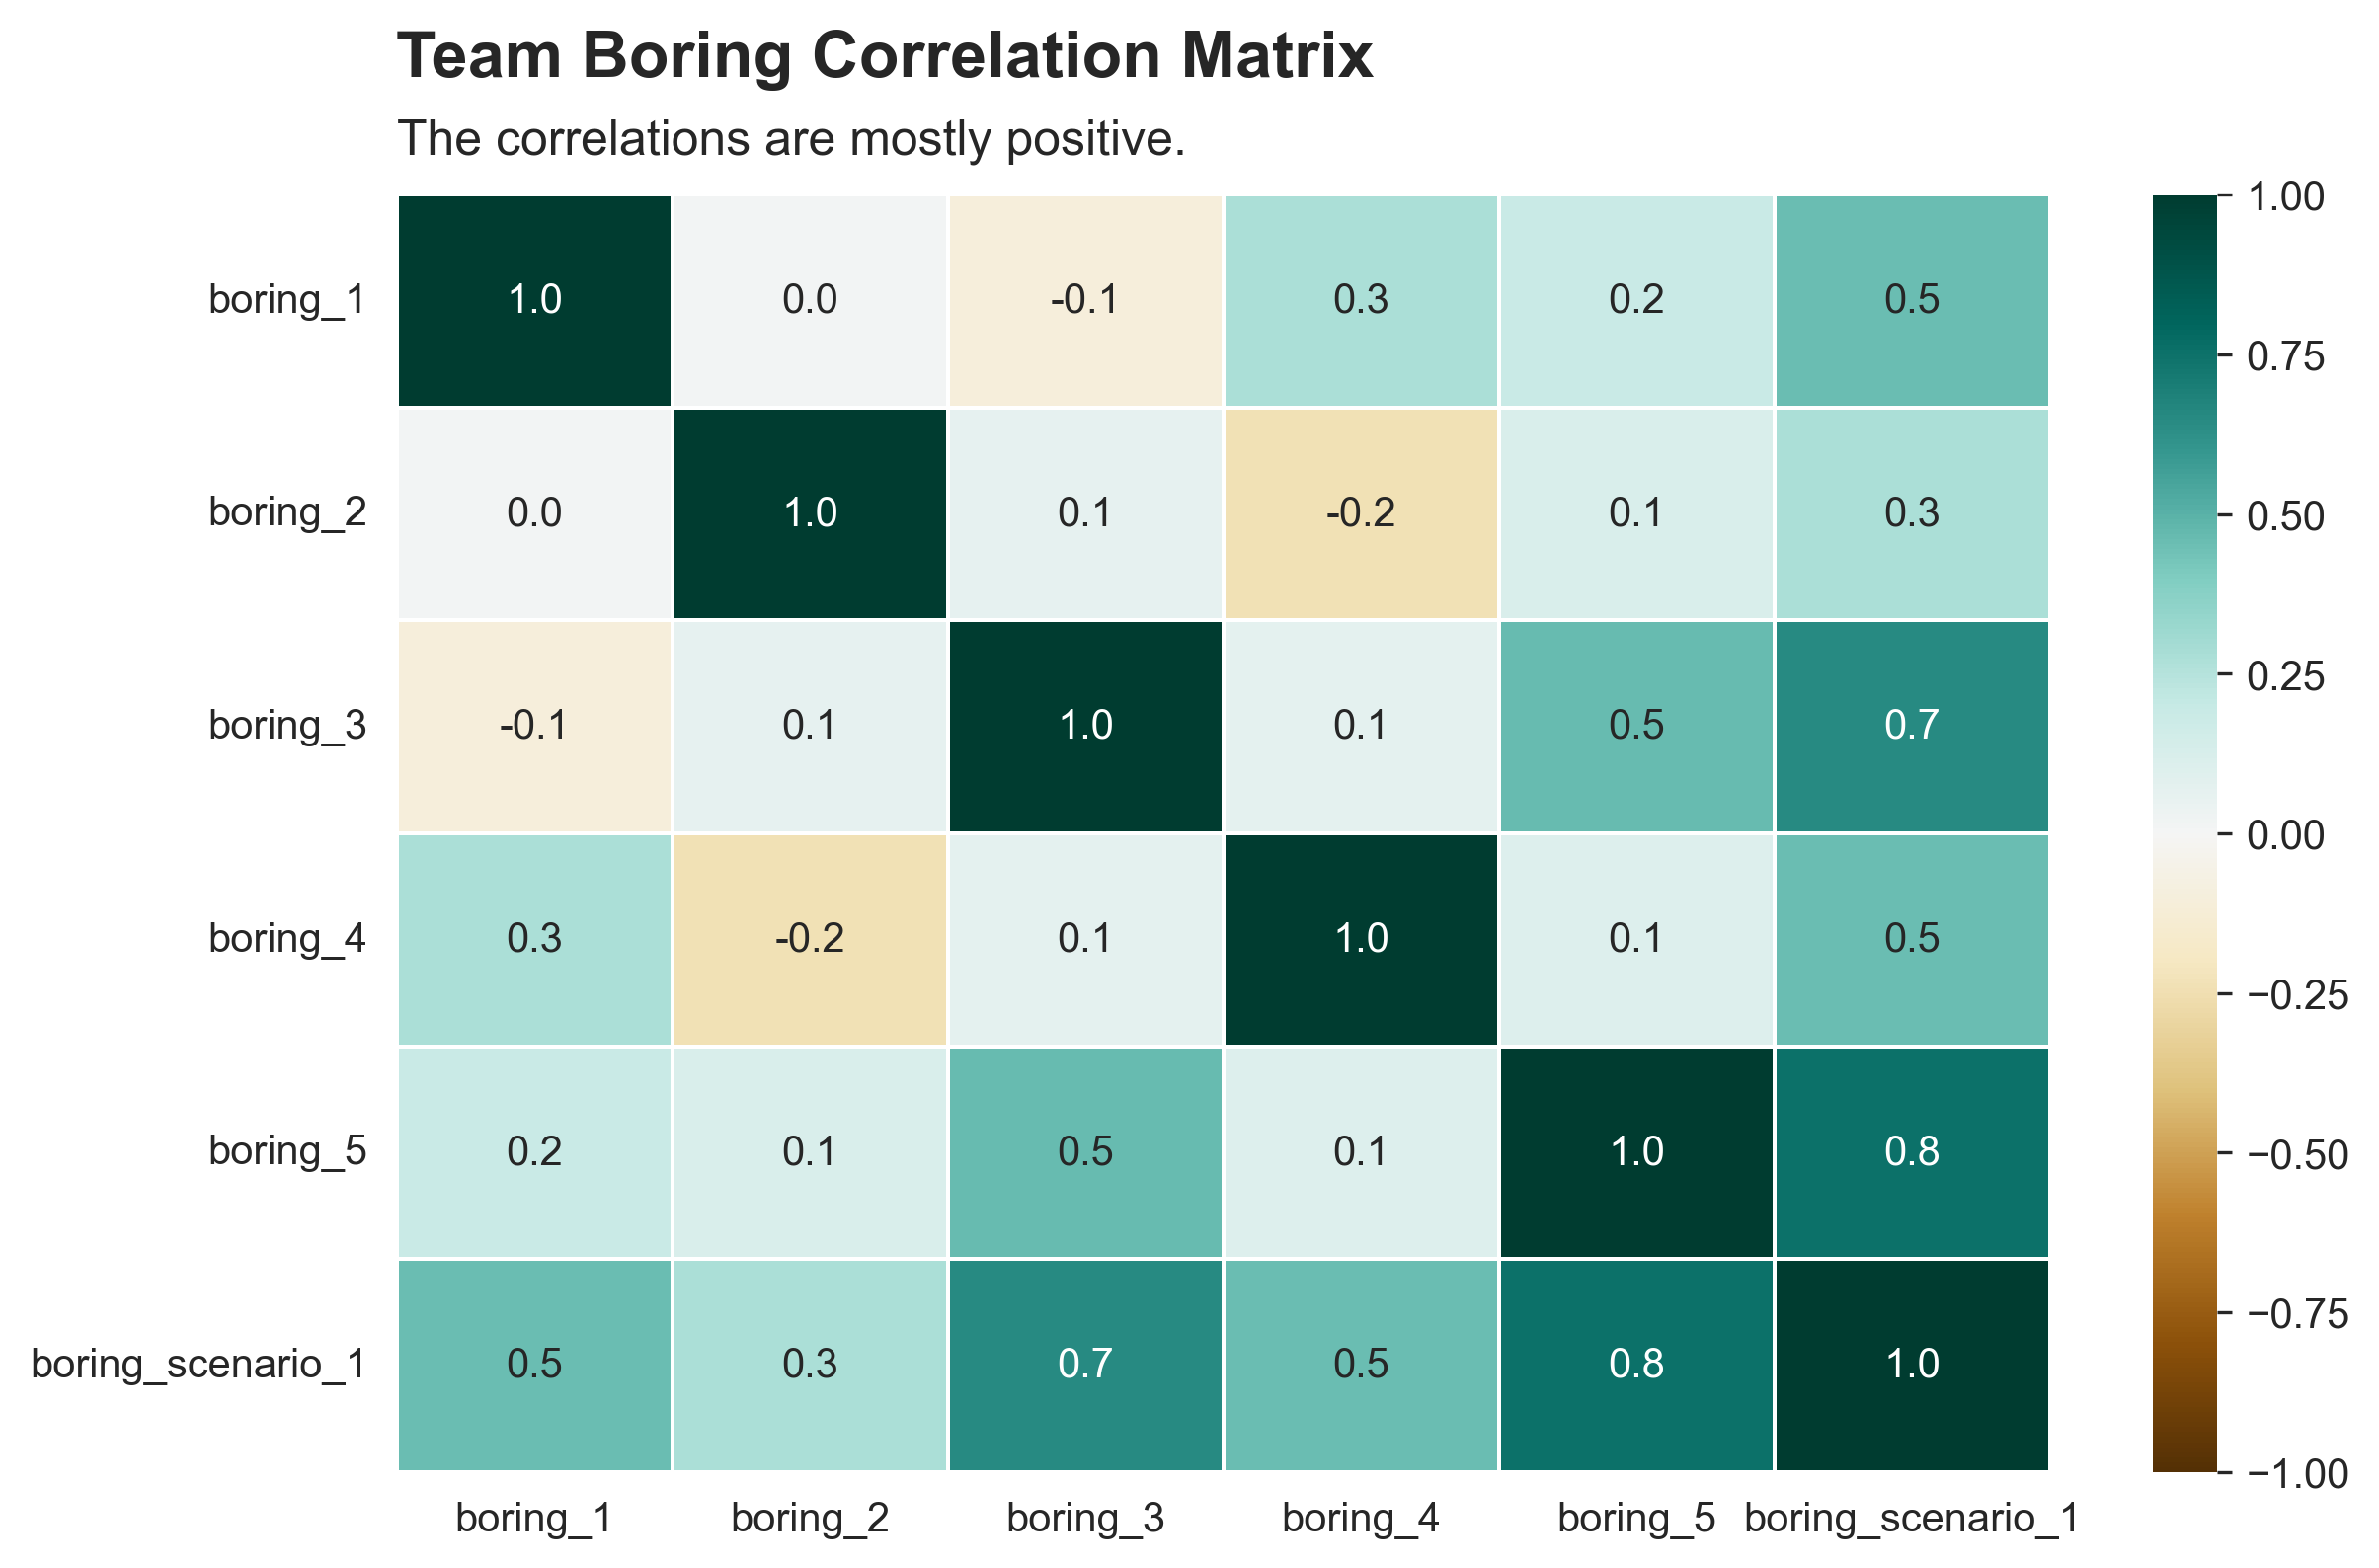 Team Boring Correlation Matrix
The correlations are mostly positive.
boring_1 1.0 0.0 -0.1 0.3 0.2 0.5
boring_2 0.0 1.0 0.1 -0.2 0.1 0.3
boring_3 -0.1 0.1 1.0 0.1 0.5 0.7
boring_4 0.3 -0.2 0.1 1.0 0.1 0.5
boring_5 0.2 0.1 0.5 0.1 1.0 0.8
boring_scenario_1 0.5 0.3 0.7 0.5 0.8 1.0
boring_1 boring_2 boring_3 boring_4 boring_5 boring_scenario_1
1.00
0.75
0.50
0.25
0.00
−0.25
−0.50
−0.75
−1.00